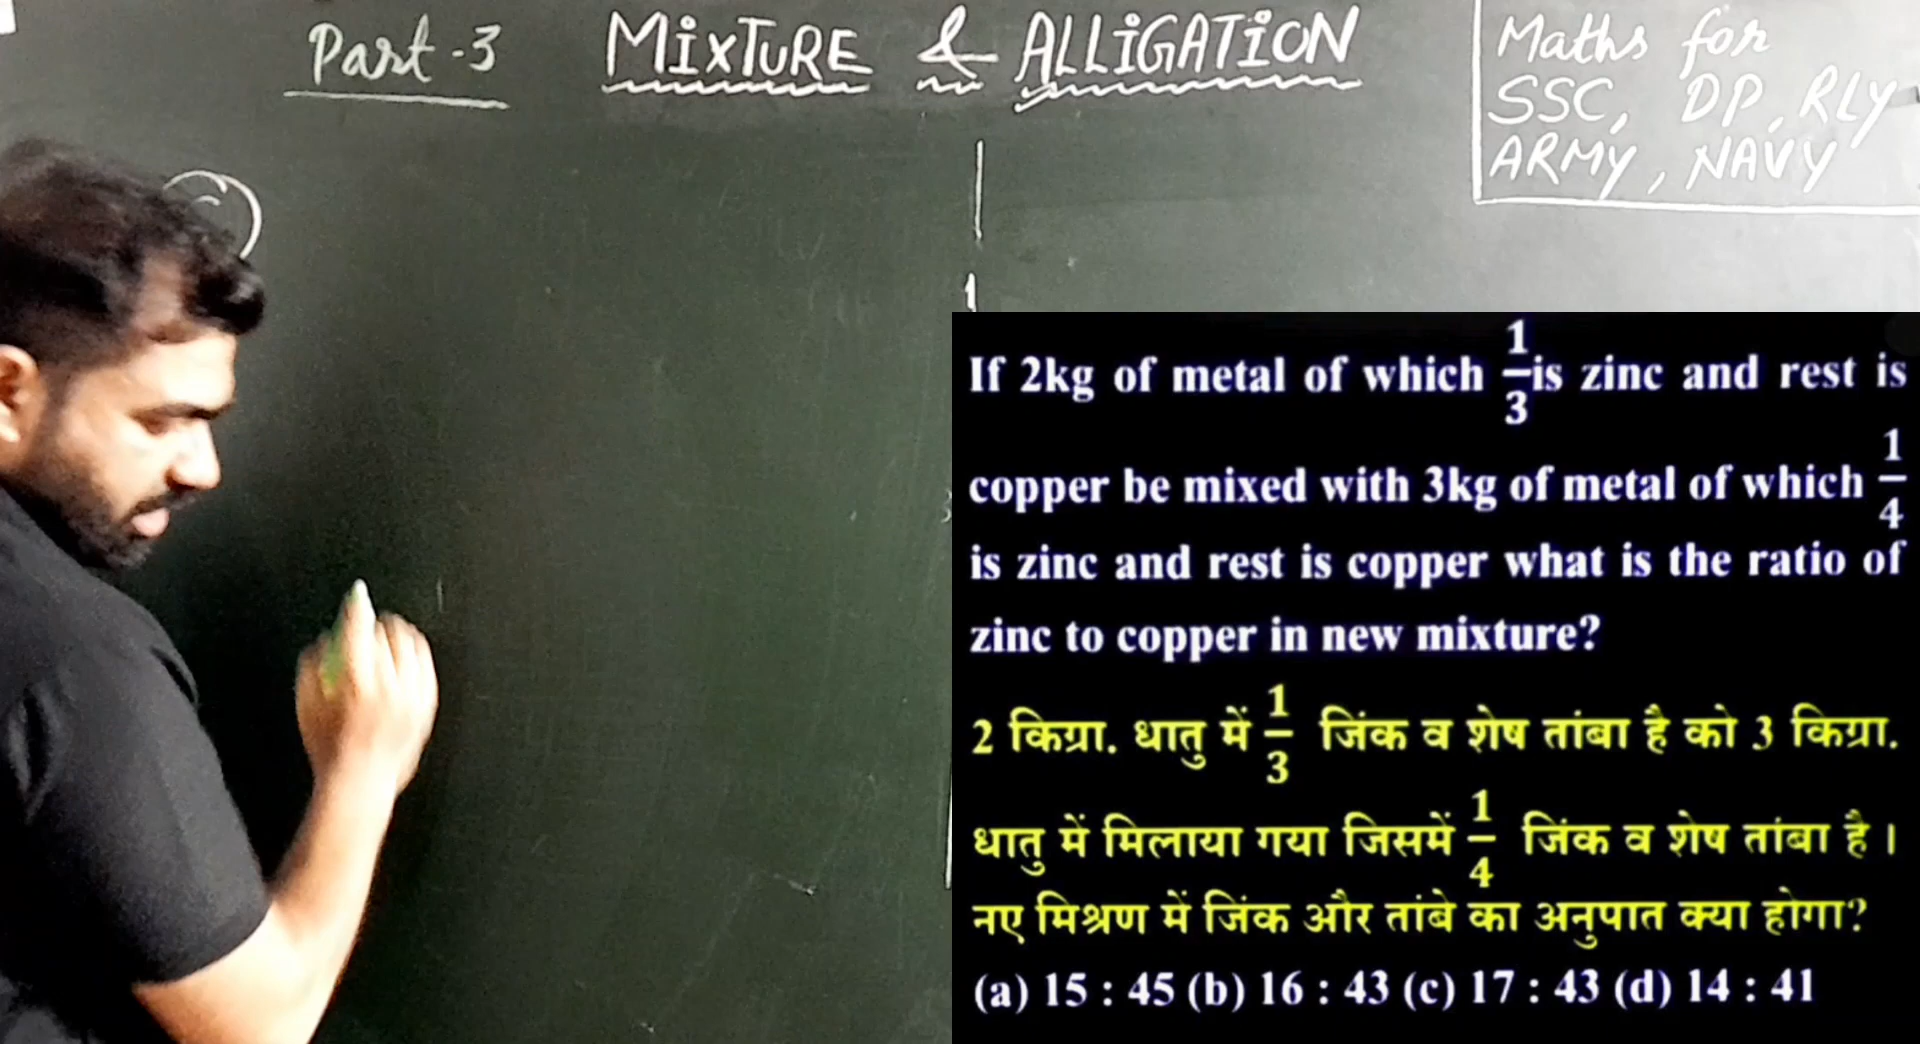 Part-3 MIXTURE & ALLIGATION
Maths for
SSC, DP, RLY
ARMY, NAVY
If 2kg of metal of which 1/3 is zinc and rest is
copper be mixed with 3kg of metal of which 1/4
is zinc and rest is copper what is the ratio of
zinc to copper in new mixture?
2 किग्रा. धातु में 1/3 जिंक व शेष तांबा है को 3 किग्रा.
धातु में मिलाया गया जिसमें 1/4 जिंक व शेष तांबा है।
नए मिश्रण में जिंक और तांबे का अनुपात क्या होगा?
(a) 15 : 45 (b) 16 : 43 (c) 17 : 43 (d) 14 : 41